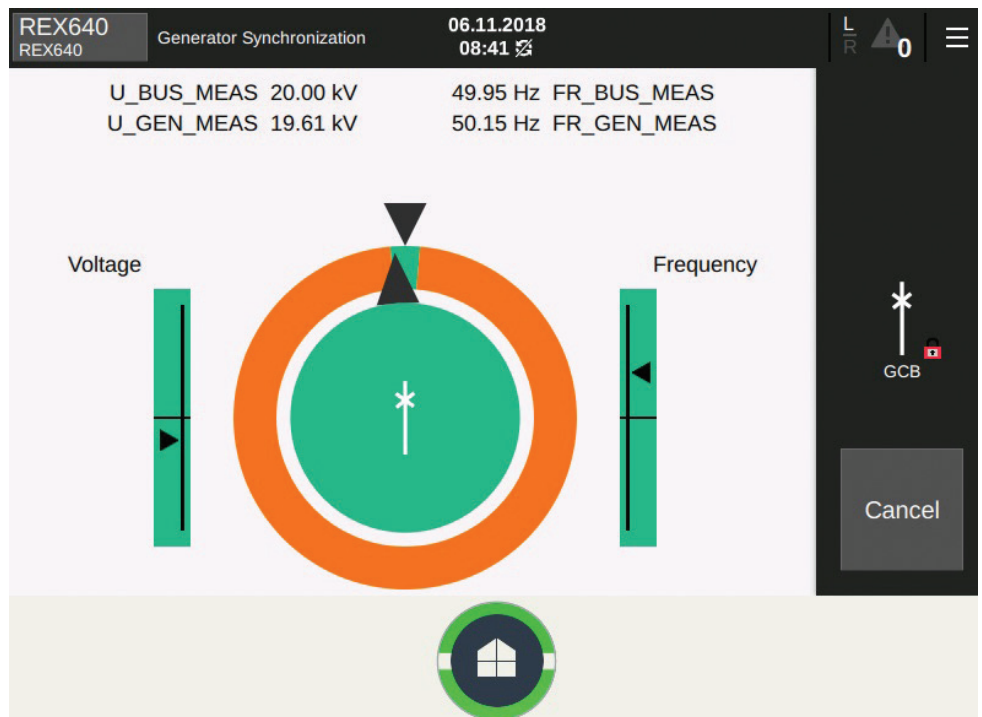 REX640
REX640
Generator Synchronization
06.11.2018
08:41
L
R
0
U_BUS_MEAS 20.00 kV 49.95 Hz FR_BUS_MEAS
U_GEN_MEAS 19.61 kV 50.15 Hz FR_GEN_MEAS
Voltage
Frequency
GCB
Cancel